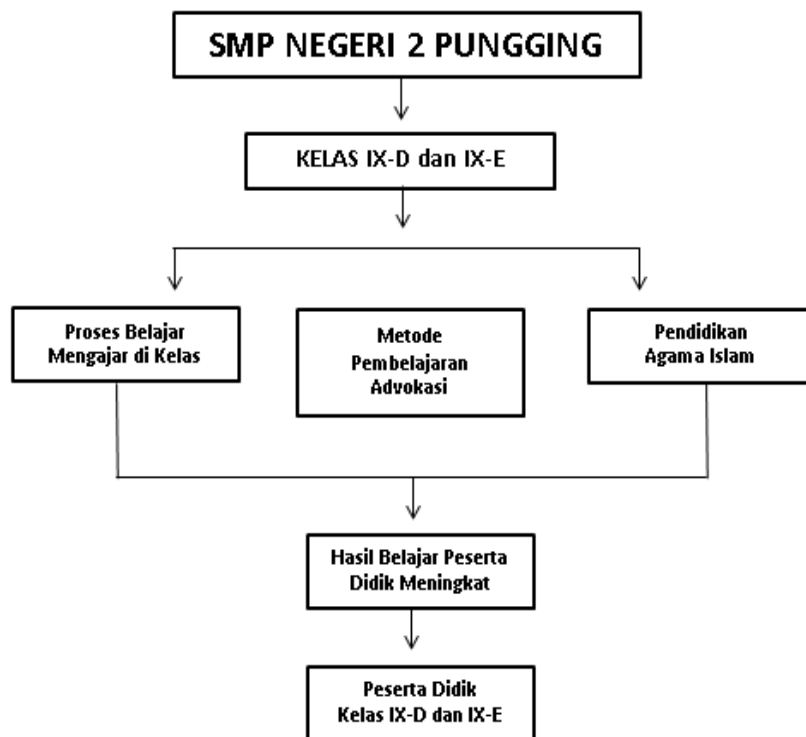 SMP NEGERI 2 PUNGGING
KELAS IX-D dan IX-E
Proses Belajar
Mengajar di Kelas
Metode
Pembelajaran
Advokasi
Pendidikan
Agama Islam
Hasil Belajar Peserta
Didik Meningkat
Peserta Didik
Kelas IX-D dan IX-E